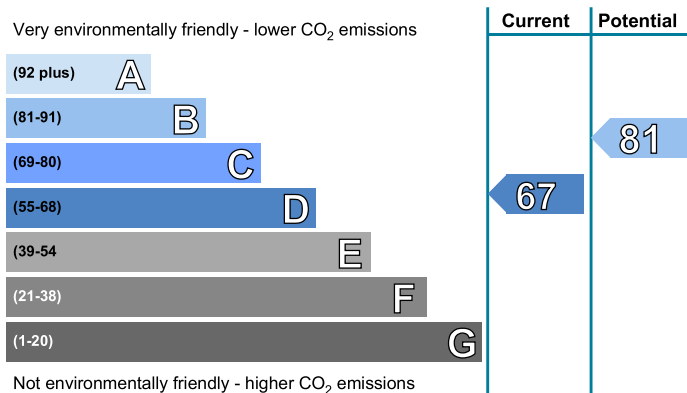 Current Potential
Very environmentally friendly - lower CO2 emissions
(92 plus) A
(81-91) B
81
(69-80) C
(55-68) D
67
(39-54 E
(21-38) F
(1-20) G
Not environmentally friendly - higher CO2 emissions